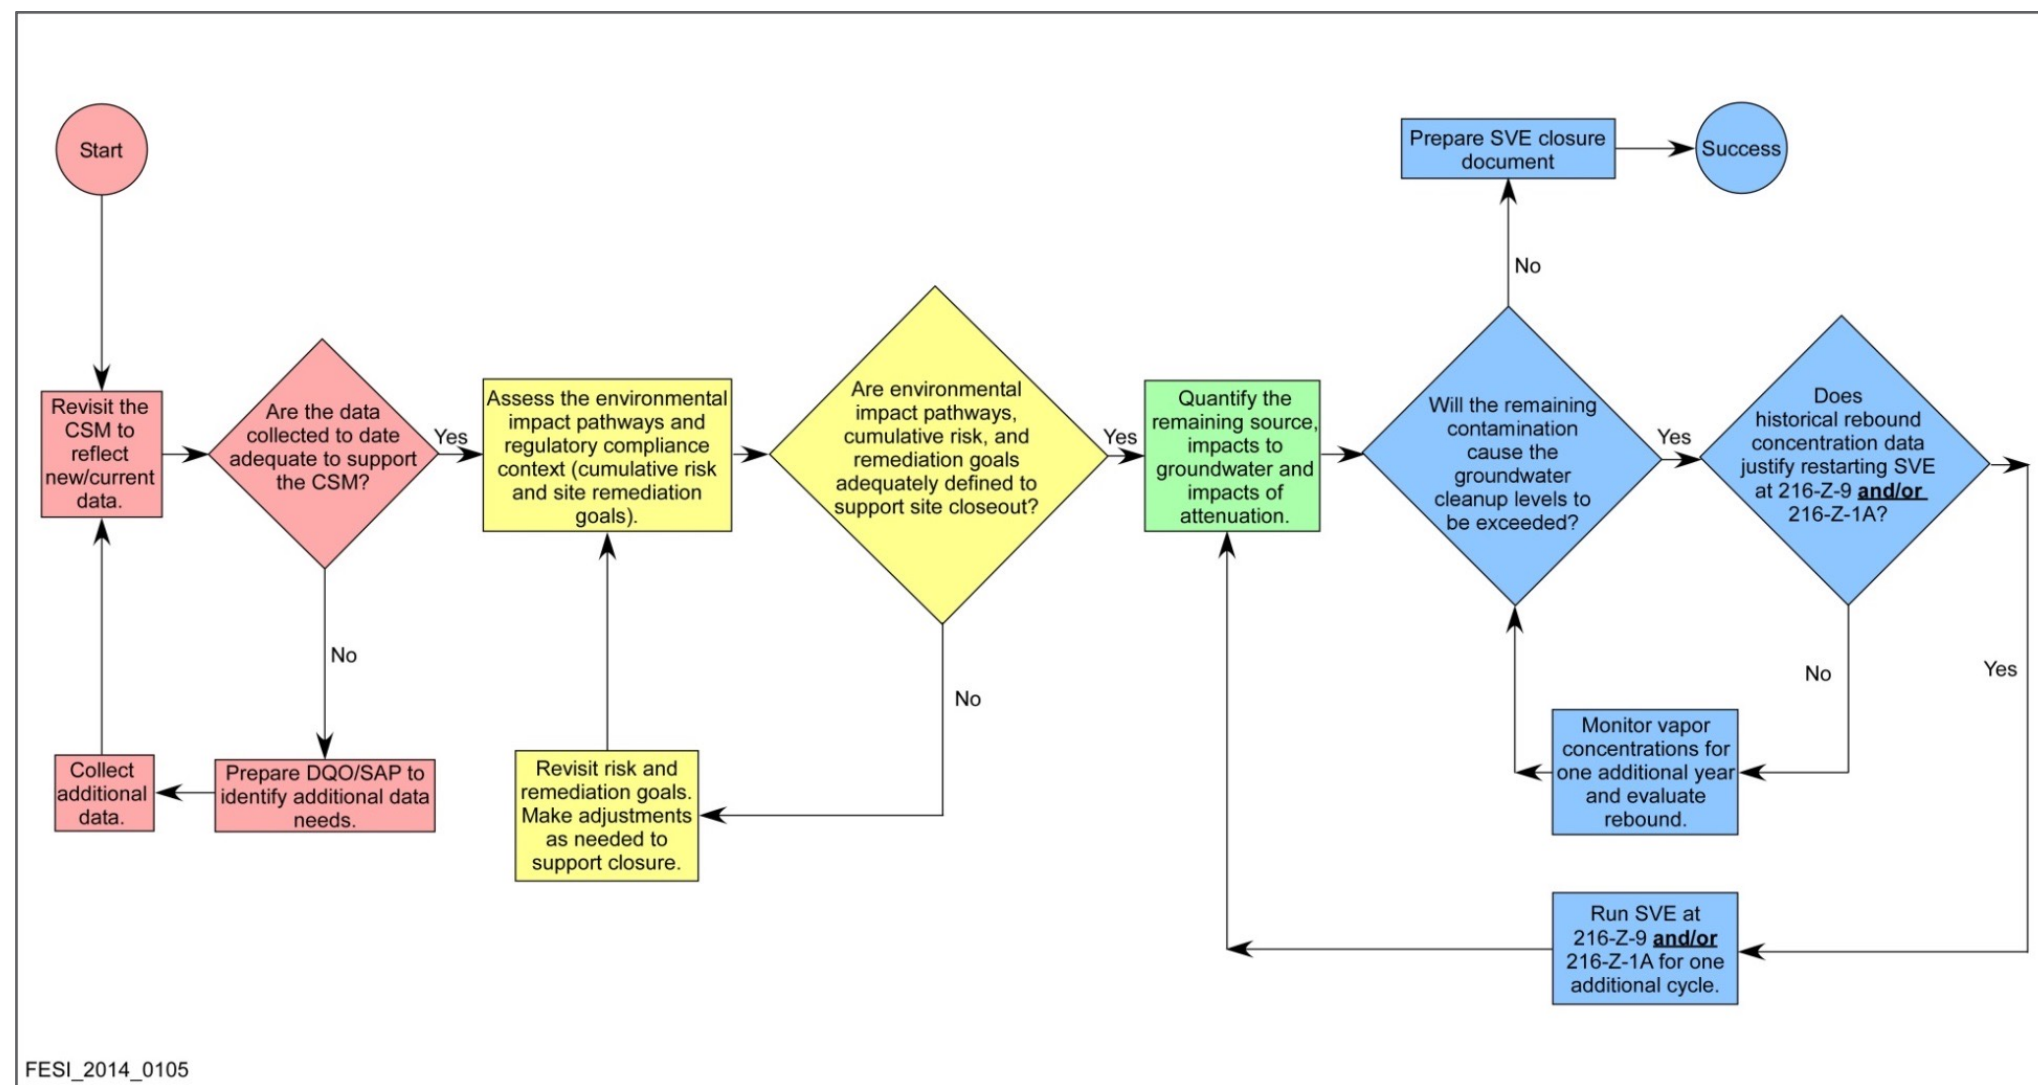 Start
Revisit the
CSM to
reflect
new/current
data.
Are the data
collected to date
adequate to support
the CSM?
Yes
No
Prepare DQO/SAP to
identify additional data
needs.
Collect
additional
data.
Assess the environmental
impact pathways and
regulatory compliance
context (cumulative risk
and site remediation
goals).
Are environmental
impact pathways,
cumulative risk, and
remediation goals
adequately defined to
support site closeout?
Yes
No
Revisit risk and
remediation goals.
Make adjustments
as needed to
support closure.
Quantify the
remaining source,
impacts to
groundwater and
impacts of
attenuation.
Will the remaining
contamination
cause the
groundwater
cleanup levels to
be exceeded?
No
Prepare SVE closure
document
Success
Yes
Does
historical rebound
concentration data
justify restarting SVE
at 216-Z-9 and/or
216-Z-1A?
No
Monitor vapor
concentrations for
one additional year
and evaluate
rebound.
Yes
Run SVE at
216-Z-9 and/or
216-Z-1A for one
additional cycle.
FESI_2014_0105